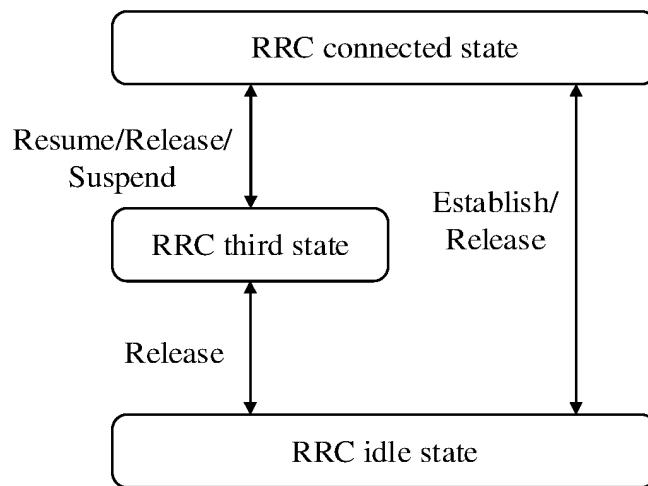 RRC connected state
Resume/Release/
Suspend
Establish/
Release
RRC third state
Release
RRC idle state